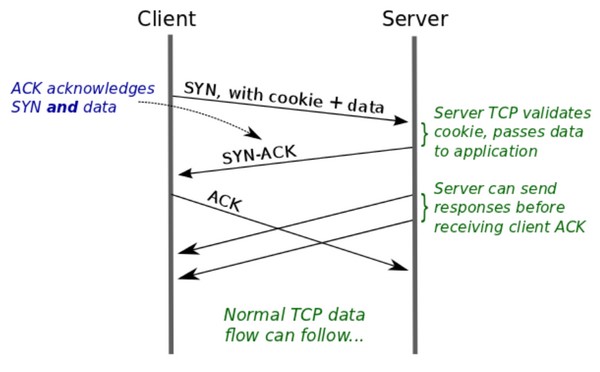 Client
Server
ACK acknowledges
SYN and data
SYN, with cookie + data
Server TCP validates
cookie, passes data
to application
SYN-ACK
ACK
Server can send
responses before
receiving client ACK
Normal TCP data
flow can follow...